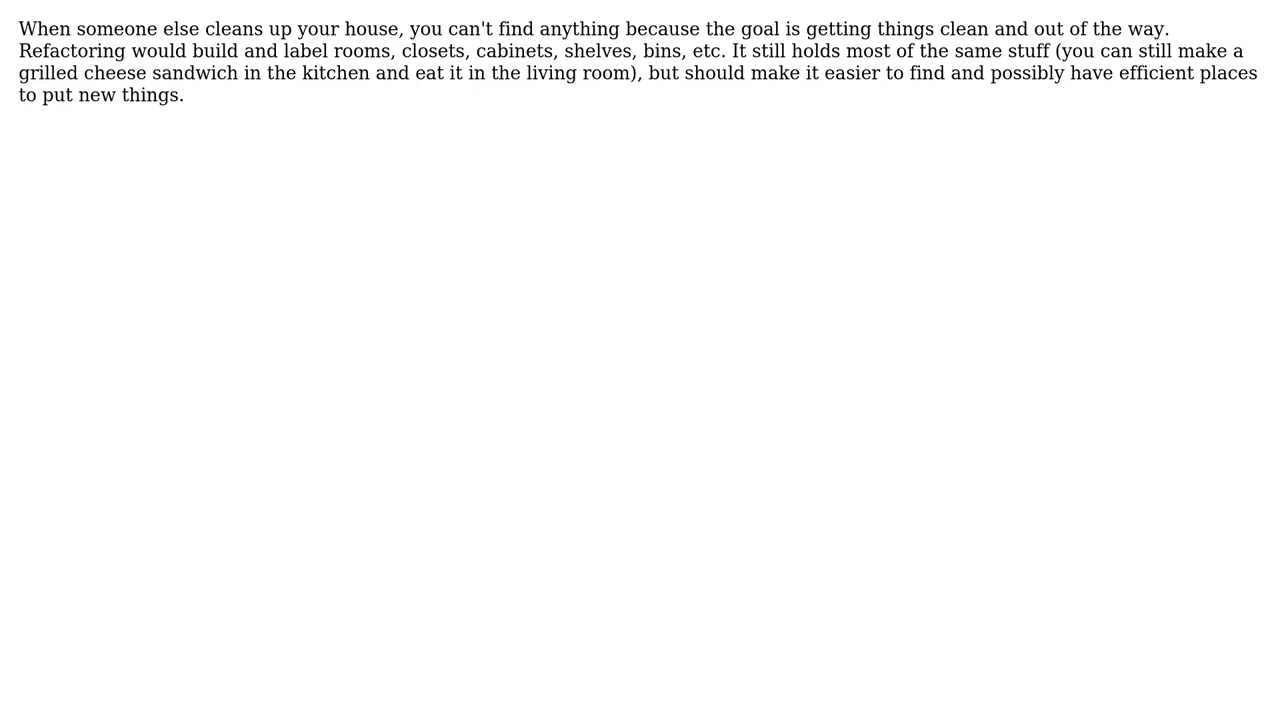 When someone else cleans up your house, you can't find anything because the goal is getting things clean and out of the way.
Refactoring would build and label rooms, closets, cabinets, shelves, bins, etc. It still holds most of the same stuff (you can still make a
grilled cheese sandwich in the kitchen and eat it in the living room), but should make it easier to find and possibly have efficient places
to put new things.